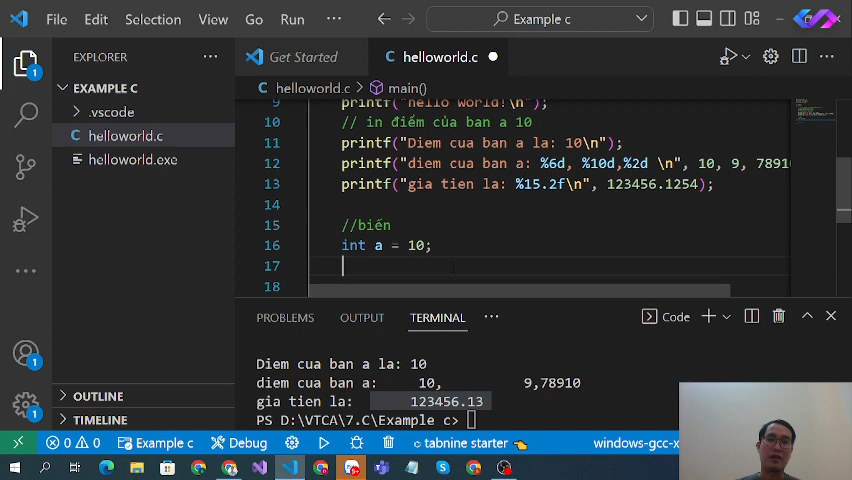 File Edit Selection View Go Run ··· Example c
EXPLORER ···
EXAMPLE C
.vscode
C helloworld.c
helloworld.exe
OUTLINE
TIMELINE
1
1
1
Get Started
C helloworld.c
C helloworld.c > main()
9 printf("hello world!\n");
10 // in điểm của ban a 10
11 printf("Diem cua ban a la: 10\n");
12 printf("diem cua ban a: %6d, %10d,%2d \n", 10, 9, 78910
13 printf("gia tien la: %15.2f\n", 123456.1254);
14
15 //biến
16 int a = 10;
17
18
PROBLEMS OUTPUT TERMINAL ··· Code
Diem cua ban a la: 10
diem cua ban a: 10, 9,78910
gia tien la: 123456.13
PS D:\VTCA\7.C\Example c>
0 0 Example c Debug tabnine starter windows-gcc-x